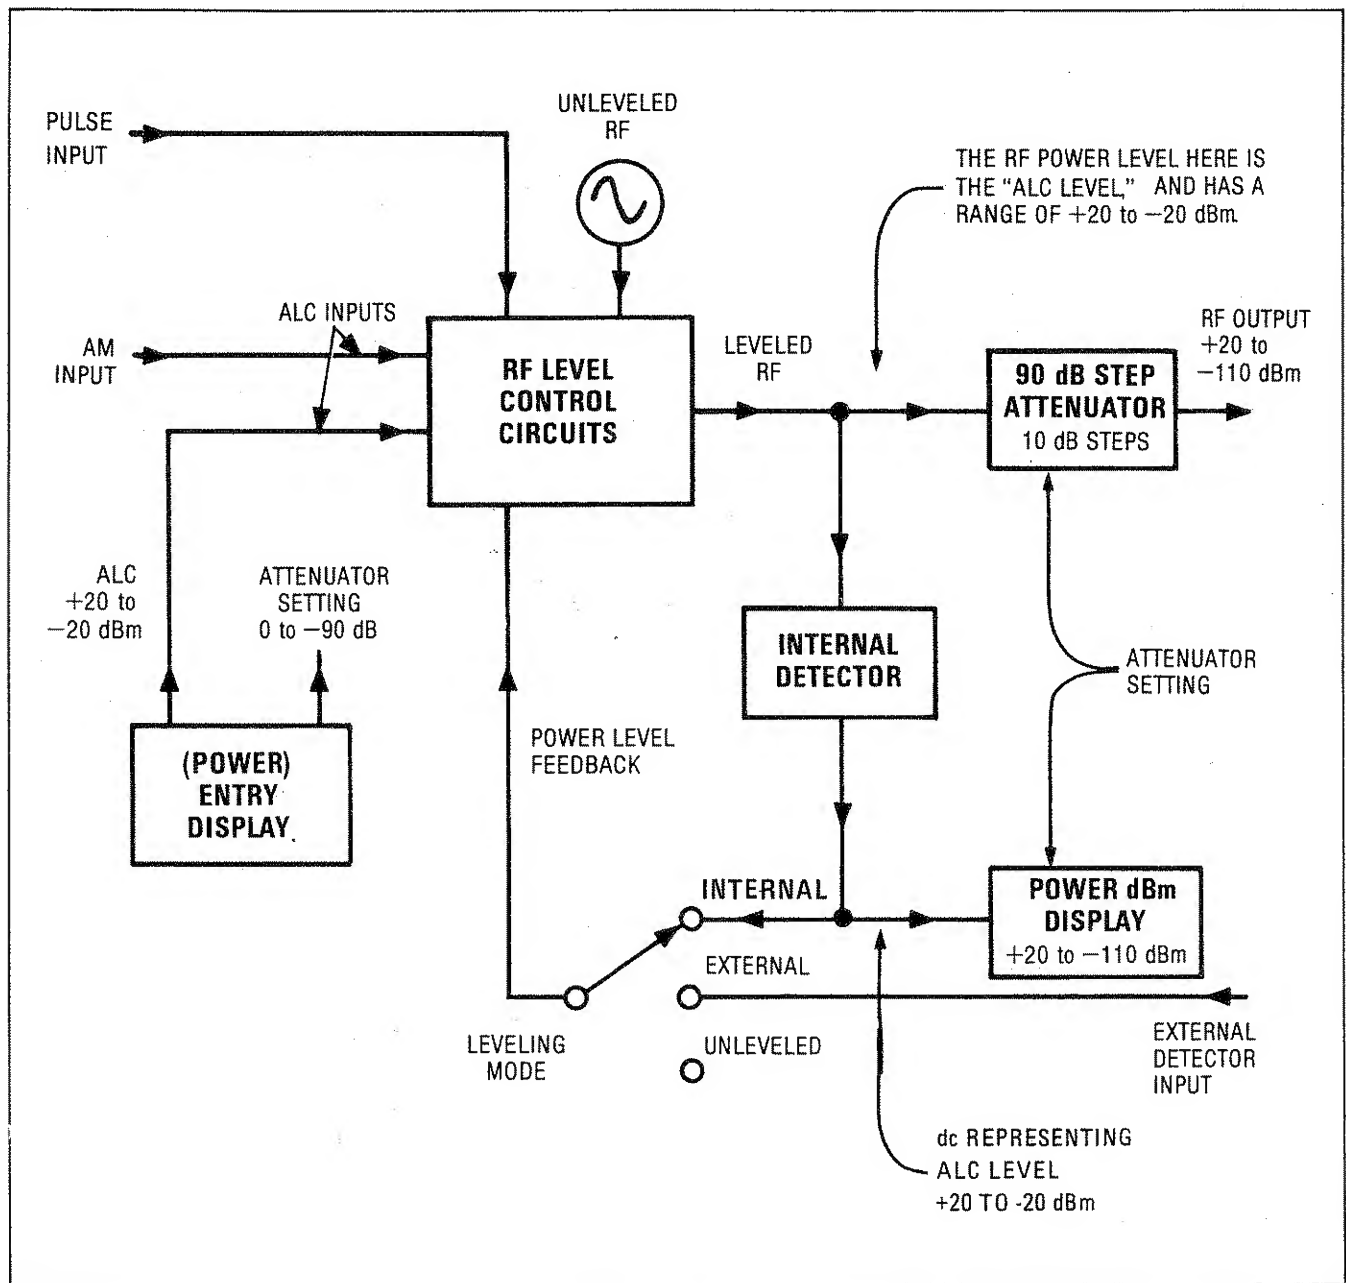 PULSE
INPUT
UNLEVELED
RF
THE RF POWER LEVEL HERE IS
THE "ALC LEVEL," AND HAS A
RANGE OF +20 to −20 dBm.
ALC INPUTS
AM
INPUT
RF LEVEL
CONTROL
CIRCUITS
LEVELED
RF
90 dB STEP
ATTENUATOR
10 dB STEPS
RF OUTPUT
+20 to
−110 dBm
ALC
+20 to
−20 dBm
ATTENUATOR
SETTING
0 to −90 dB
INTERNAL
DETECTOR
ATTENUATOR
SETTING
(POWER)
ENTRY
DISPLAY
POWER LEVEL
FEEDBACK
INTERNAL
POWER dBm
DISPLAY
+20 to −110 dBm
EXTERNAL
LEVELING
MODE
UNLEVELED
EXTERNAL
DETECTOR
INPUT
dc REPRESENTING
ALC LEVEL
+20 TO -20 dBm